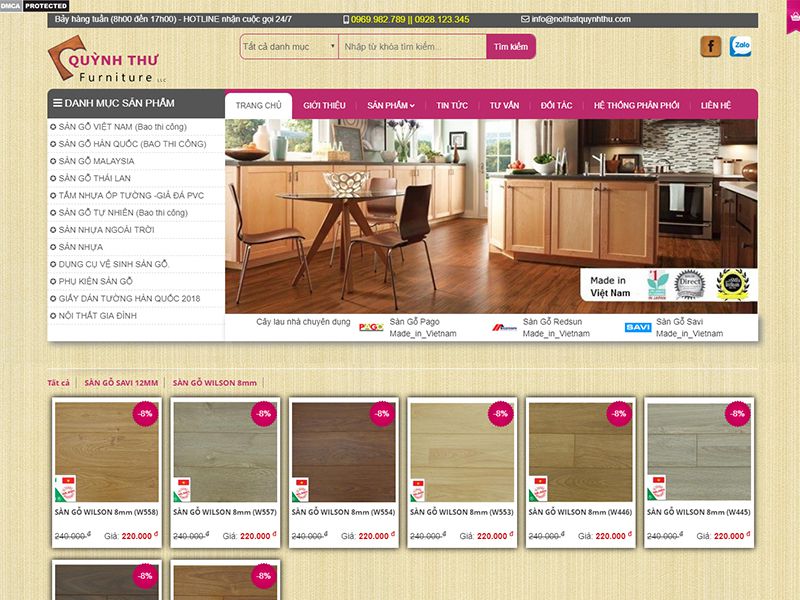 DMCA PROTECTED
Bảy hàng tuần (8h00 đến 17h00) - HOTLINE nhận cuộc gọi 24/7
0969.982.789 || 0928.123.345
info@noithatquynhthu.com
QUỲNH THƯ
Furniture LLC
Tất cả danh mục
Nhập từ khóa tìm kiếm...
Tìm kiếm
f
Zalo
DANH MỤC SẢN PHẨM
TRANG CHỦ
GIỚI THIỆU
SẢN PHẨM
TIN TỨC
TƯ VẤN
ĐỐI TÁC
HỆ THỐNG PHÂN PHỐI
LIÊN HỆ
SÀN GỖ VIỆT NAM (Bao thi công)
SÀN GỖ HÀN QUỐC (BAO THI CÔNG)
SÀN GỖ MALAYSIA
SÀN GỖ THÁI LAN
TẤM NHỰA ỐP TƯỜNG -GIẢ ĐÁ PVC
SÀN GỖ TỰ NHIÊN (Bao thi công)
SÀN NHỰA NGOÀI TRỜI
SÀN NHỰA
DỤNG CỤ VỆ SINH SÀN GỖ.
PHỤ KIỆN SÀN GỖ
GIẤY DÁN TƯỜNG HÀN QUỐC 2018
NỘI THẤT GIA ĐÌNH
Made in
Việt Nam
#1
Direct
Cây lau nhà chuyên dụng
PAGO
Sàn Gỗ Pago
Made_in_Vietnam
Sàn Gỗ Redsun
Made_in_Vietnam
SAVI
Sàn Gỗ Savi
Made_in_Vietnam
Tất cả
SÀN GỖ SAVI 12MM
SÀN GỖ WILSON 8mm
-8%
-8%
-8%
-8%
-8%
-8%
SÀN GỖ WILSON 8mm (W558)
SÀN GỖ WILSON 8mm (W557)
SÀN GỖ WILSON 8mm (W554)
SÀN GỖ WILSON 8mm (W553)
SÀN GỖ WILSON 8mm (W446)
SÀN GỖ WILSON 8mm (W445)
240.000 đ Giá: 220.000 đ
240.000 đ Giá: 220.000 đ
240.000 đ Giá: 220.000 đ
240.000 đ Giá: 220.000 đ
240.000 đ Giá: 220.000 đ
240.000 đ Giá: 220.000 đ
-8%
-8%